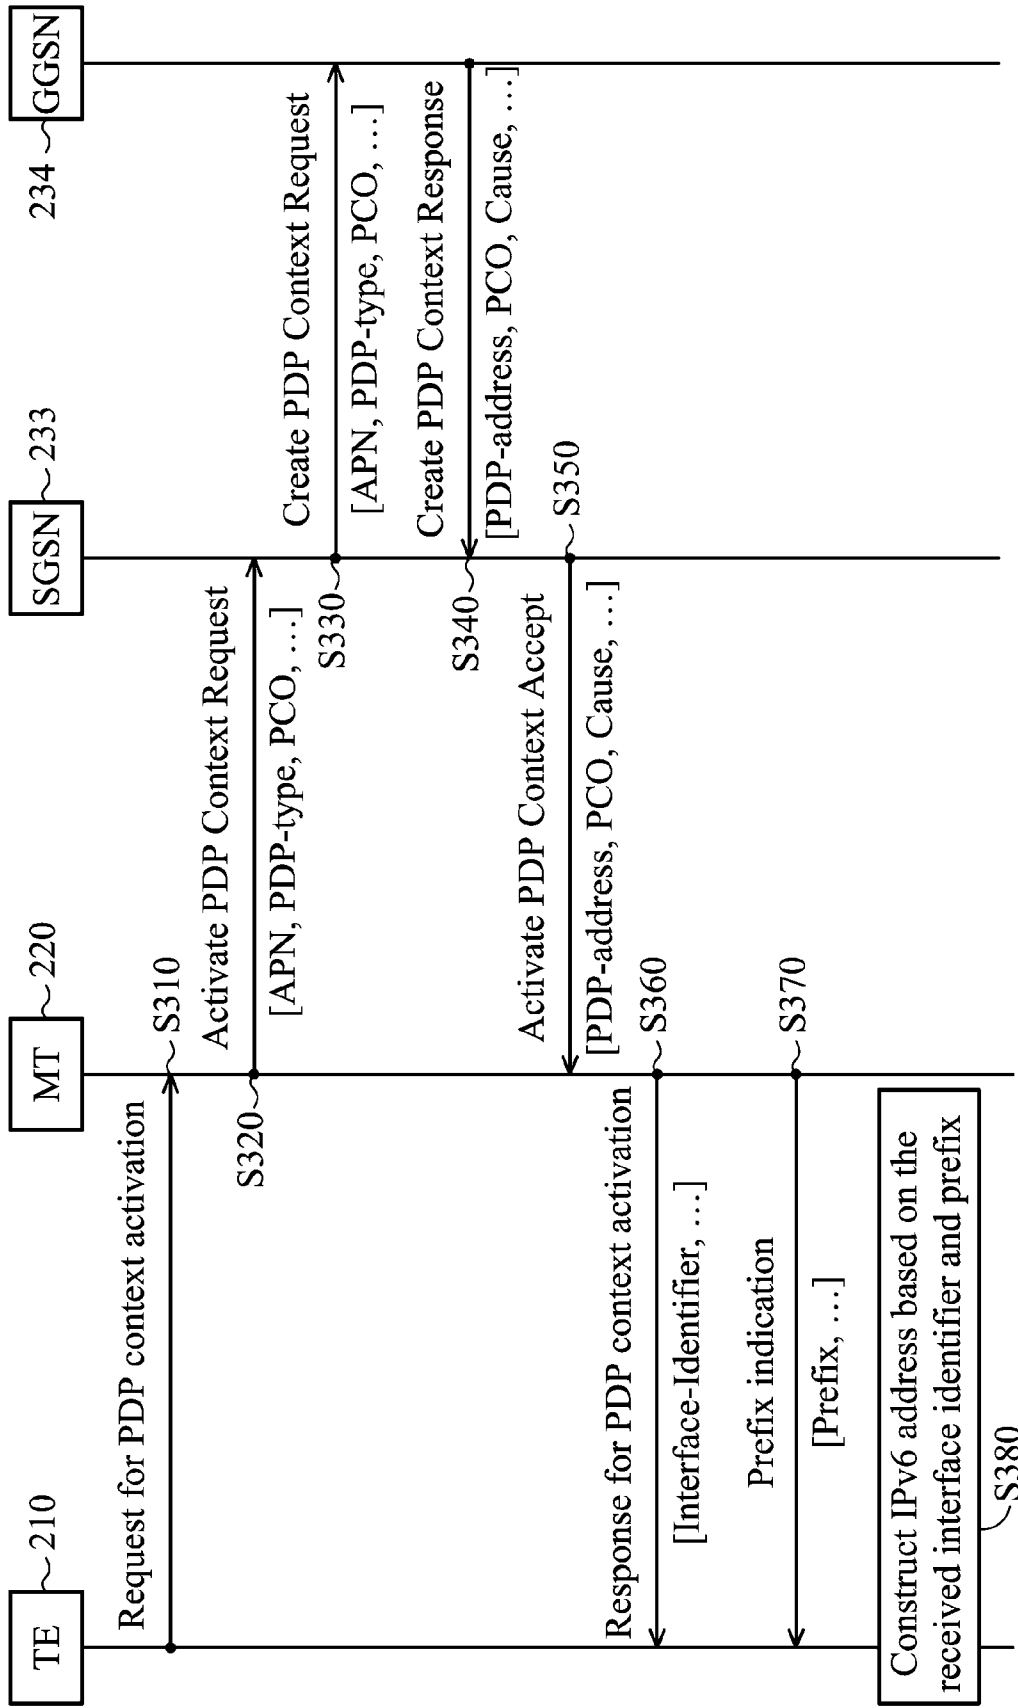 TE
210
MT
220
SGSN
233
234
GGSN
Request for PDP context activation
S310
Activate PDP Context Request
[APN, PDP-type, PCO, …]
S320
Create PDP Context Request
[APN, PDP-type, PCO, …]
S330
Create PDP Context Response
[PDP-address, PCO, Cause, …]
S340
Activate PDP Context Accept
[PDP-address, PCO, Cause, …]
S350
Response for PDP context activation
[Interface-Identifier, …]
S360
Prefix indication
[Prefix, …]
S370
Construct IPv6 address based on the
received interface identifier and prefix
S380